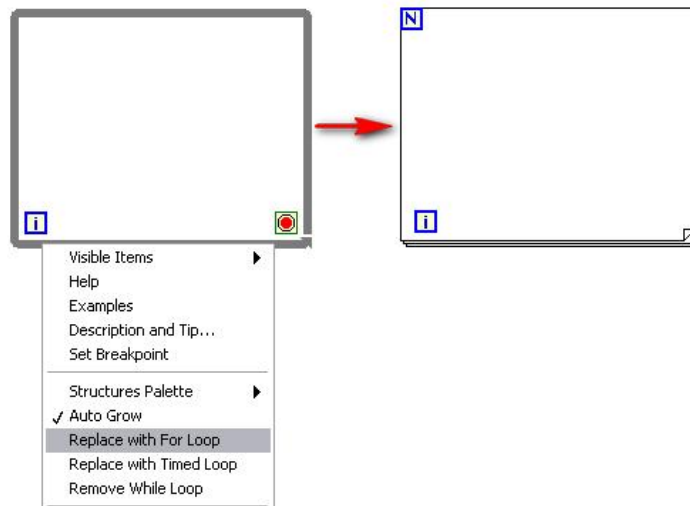 N
i
i
Visible Items
Help
Examples
Description and Tip...
Set Breakpoint
Structures Palette
Auto Grow
Replace with For Loop
Replace with Timed Loop
Remove While Loop